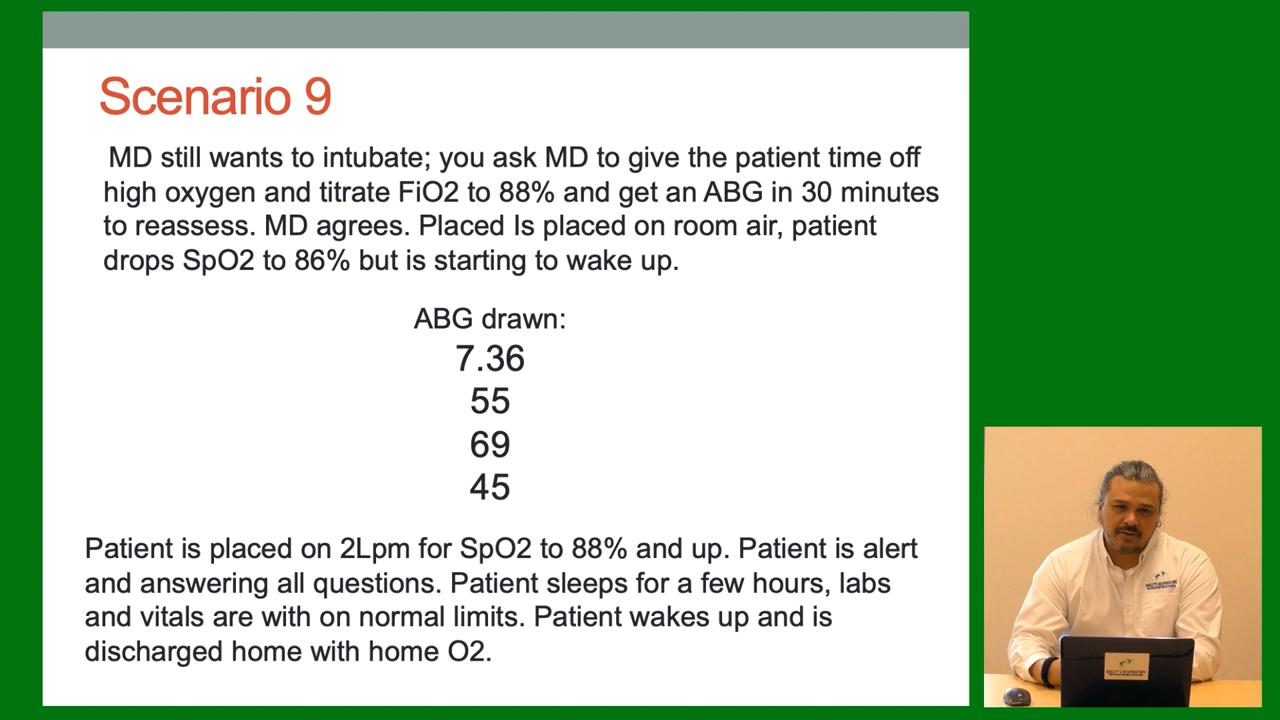 Scenario 9
MD still wants to intubate; you ask MD to give the patient time off
high oxygen and titrate FiO2 to 88% and get an ABG in 30 minutes
to reassess. MD agrees. Placed Is placed on room air, patient
drops SpO2 to 86% but is starting to wake up.
ABG drawn:
7.36
55
69
45
Patient is placed on 2Lpm for SpO2 to 88% and up. Patient is alert
and answering all questions. Patient sleeps for a few hours, labs
and vitals are with on normal limits. Patient wakes up and is
discharged home with home O2.